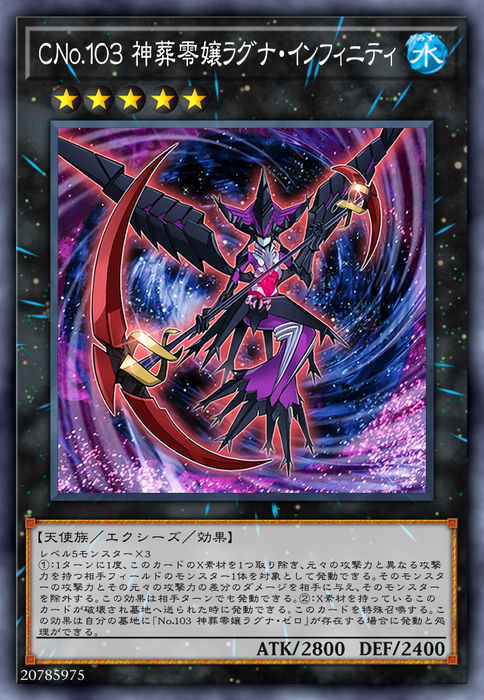 CNo.103 神葬零嬢ラグナ・インフィニティ
みず
水
【天使族/エクシーズ/効果】
レベル5モンスター×3
①:1ターンに1度、このカードのX素材を1つ取り除き、元々の攻撃力と異なる攻撃
力を持つ相手フィールドのモンスター1体を対象として発動できる。そのモンスター
の攻撃力とその元々の攻撃力の差分のダメージを相手に与え、そのモンスター
を除外する。この効果は相手ターンでも発動できる。②:X素材を持っているこの
カードが破壊され墓地へ送られた時に発動できる。このカードを特殊召喚する。こ
の効果は自分の墓地に「No.103 神葬零嬢ラグナ・ゼロ」が存在する場合に発動と処
理ができる。
ATK/2800 DEF/2400
20785975